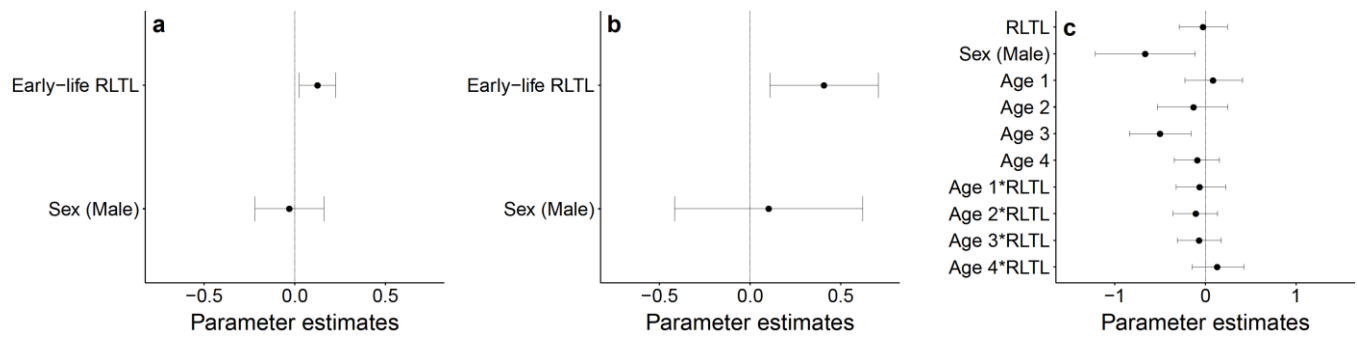 a
Early-life RLTL
Sex (Male)
−0.5 0.0 0.5
Parameter estimates
b
Early-life RLTL
Sex (Male)
−0.5 0.0 0.5
Parameter estimates
c
RLTL
Sex (Male)
Age 1
Age 2
Age 3
Age 4
Age 1*RLTL
Age 2*RLTL
Age 3*RLTL
Age 4*RLTL
−1 0 1
Parameter estimates